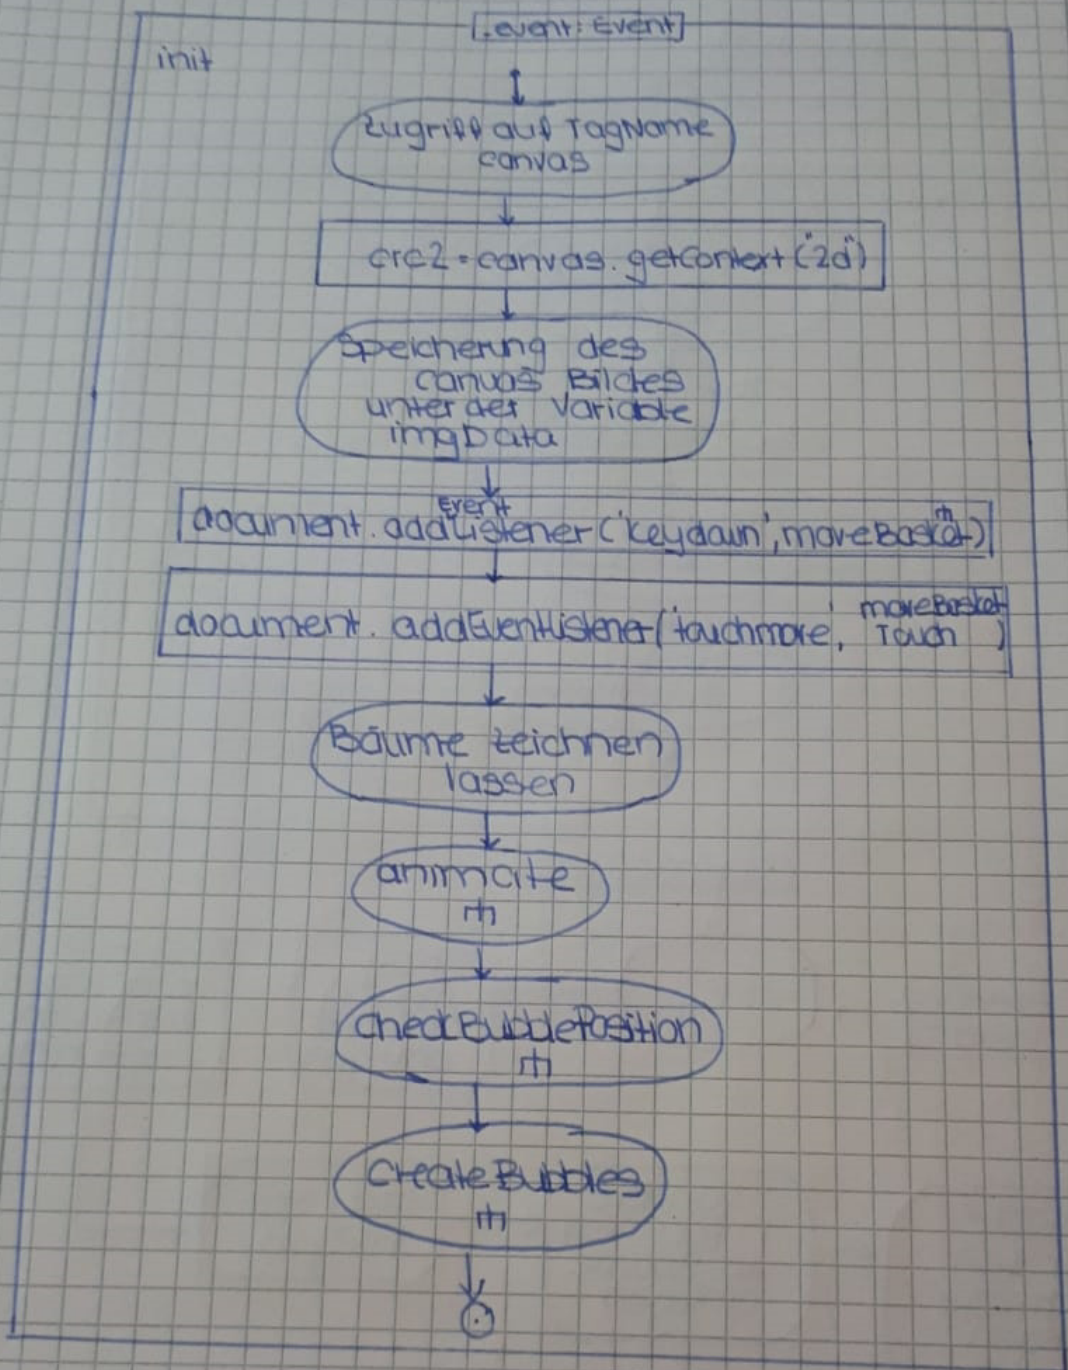 _event: Event
init
Zugriff auf TagName
canvas
crc2 = canvas.getContext("2d")
Speicherung des
canvas Bildes
unter der Variable
imgData
Event
document.addListener('keydown', moveBasket)
document.addEventListener('touchmove', moveBasket
Touch )
Bäume zeichnen
lassen
animate
checkBubblePosition
createBubbles